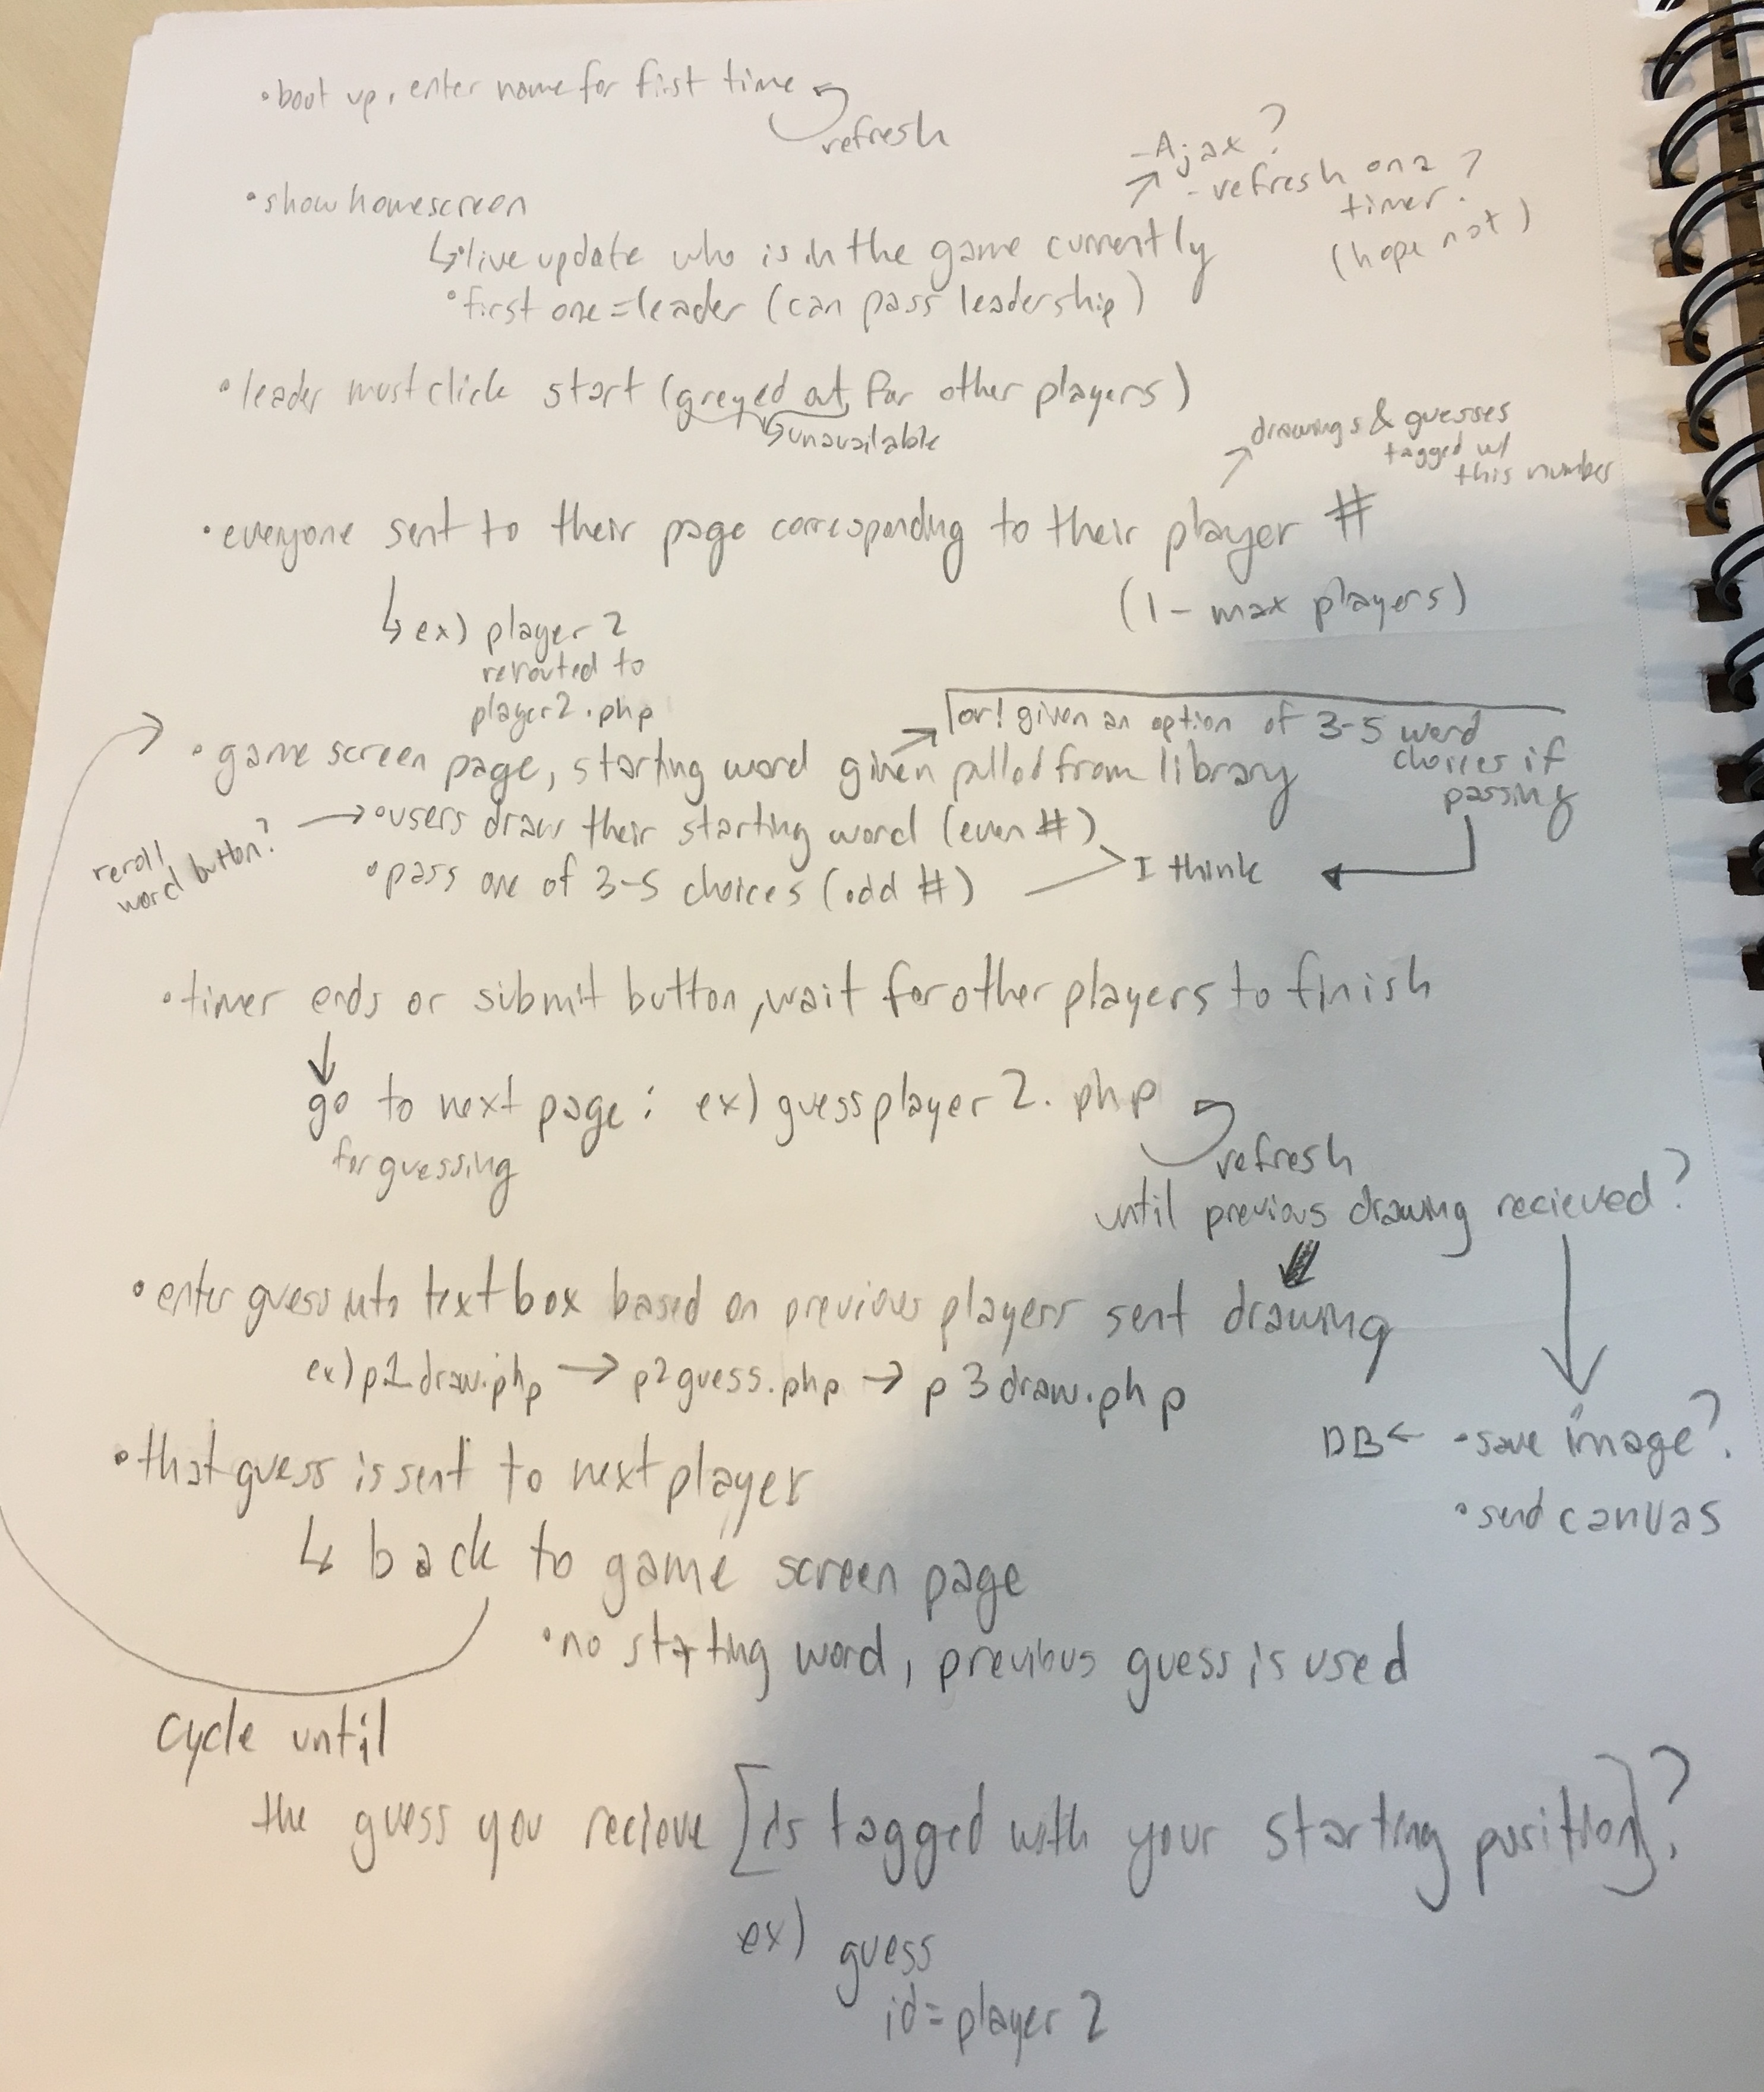 • boot up, enter name for first time
refresh
- Ajax ?
- refresh on a
timer ?
(hope not)
• show homescreen
↳ • live update who is in the game currently
• first one = leader (can pass leadership)
• leader must click start (greyed out, for other players)
↳ unavailable
drawings & guesses
tagged w/
this number
• everyone sent to their page corresponding to their player #
(1 - max players)
↳ ex) player 2
rerouted to
player2.php
or! given an option of 3-5 word
choices if
passing
• game screen page, starting word given pulled from library
reroll
word button?
→ • users draw their starting word (even #)
• pass one of 3-5 choices (odd #)
I think
• timer ends or submit button, wait for other players to finish
↓
go to next page : ex) guessplayer2.php
for guessing
refresh
until previous drawing recieved ?
• enter guess into textbox based on previous players sent drawing
ex) p1draw.php → p2guess.php → p3draw.php
DB ← • save image?
• send canvas
• that guess is sent to next player
↳ back to game screen page
• no starting word, previous guess is used
cycle until
the guess you recieve [is tagged with your starting position]?
ex) guess
id = player 2